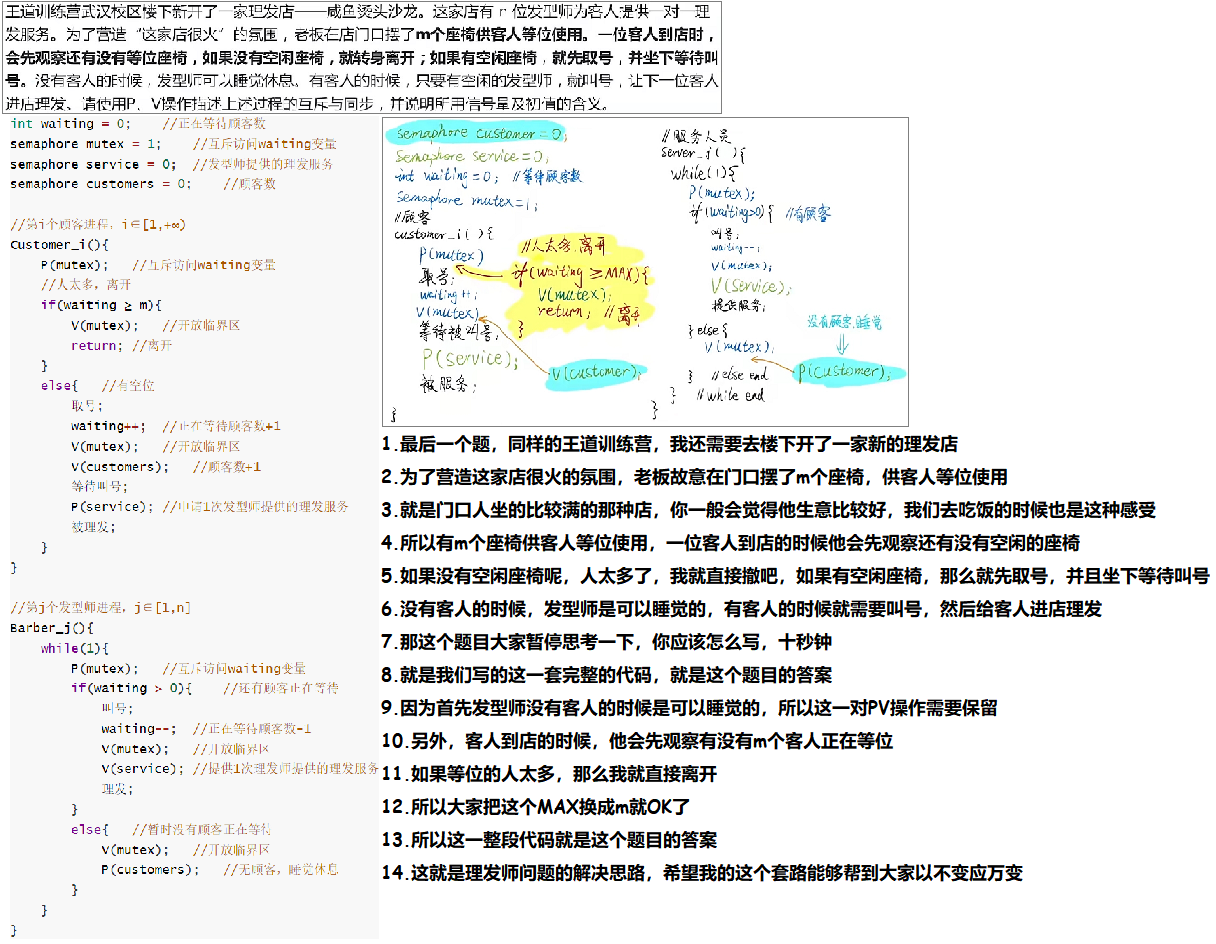 王道训练营武汉校区楼下新开了一家理发店——咸鱼烫头沙龙。这家店有 n 位发型师为客人提供一对一理
发服务。为了营造“这家店很火”的氛围，老板在店门口摆了m个座椅供客人等位使用。一位客人到店时，
会先观察还有没有等位座椅，如果没有空闲座椅，就转身离开；如果有空闲座椅，就先取号，并坐下等待叫
号。没有客人的时候，发型师可以睡觉休息。有客人的时候，只要有空闲的发型师，就叫号，让下一位客人
进店理发。请使用P、V操作描述上述过程的互斥与同步，并说明所用信号量及初值的含义。
int waiting = 0; //正在等待顾客数
semaphore mutex = 1; //互斥访问waiting变量
semaphore service = 0; //发型师提供的理发服务
semaphore customers = 0; //顾客数
//第i个顾客进程，i∈[1,+∞)
Customer_i(){
P(mutex); //互斥访问waiting变量
//人太多，离开
if(waiting ≥ m){
V(mutex); //开放临界区
return; //离开
}
else{ //有空位
取号;
waiting++; //正在等待顾客数+1
V(mutex); //开放临界区
V(customers); //顾客数+1
等待叫号;
P(service); //申请1次发型师提供的理发服务
被理发;
}
}
//第j个发型师进程，j∈[1,n]
Barber_j(){
while(1){
P(mutex); //互斥访问waiting变量
if(waiting > 0){ //还有顾客正在等待
叫号;
waiting--; //正在等待顾客数-1
V(mutex); //开放临界区
V(service); //提供1次理发师提供的理发服务
理发;
}
else{ //暂时没有顾客正在等待
V(mutex); //开放临界区
P(customers); //无顾客，睡觉休息
}
}
}
semaphore customer = 0;
Semaphore service = 0;
int waiting = 0; //等待顾客数
Semaphore mutex = 1;
//顾客
customer_i( ){
P(mutex)
取号;
waiting++;
V(mutex)
等待被叫号;
P(service);
被服务;
}
//人太多，离开
if(waiting ≥ MAX){
V(mutex);
return; //离开
}
V(customer);
//服务人员
Server_j( ){
while(1){
P(mutex);
if(waiting>0){ //有顾客
叫号;
waiting--;
V(mutex);
V(service);
提供服务;
}else{
V(mutex);
} //else end
} //while end
}
没有顾客，睡觉
P(customer);
1.最后一个题，同样的王道训练营，我还需要去楼下开了一家新的理发店
2.为了营造这家店很火的氛围，老板故意在门口摆了m个座椅，供客人等位使用
3.就是门口人坐的比较满的那种店，你一般会觉得他生意比较好，我们去吃饭的时候也是这种感受
4.所以有m个座椅供客人等位使用，一位客人到店的时候他会先观察还有没有空闲的座椅
5.如果没有空闲座椅呢，人太多了，我就直接撤吧，如果有空闲座椅，那么就先取号，并且坐下等待叫号
6.没有客人的时候，发型师是可以睡觉的，有客人的时候就需要叫号，然后给客人进店理发
7.那这个题目大家暂停思考一下，你应该怎么写，十秒钟
8.就是我们写的这一套完整的代码，就是这个题目的答案
9.因为首先发型师没有客人的时候是可以睡觉的，所以这一对PV操作需要保留
10.另外，客人到店的时候，他会先观察有没有m个客人正在等位
11.如果等位的人太多，那么我就直接离开
12.所以大家把这个MAX换成m就OK了
13.所以这一整段代码就是这个题目的答案
14.这就是理发师问题的解决思路，希望我的这个套路能够帮到大家以不变应万变